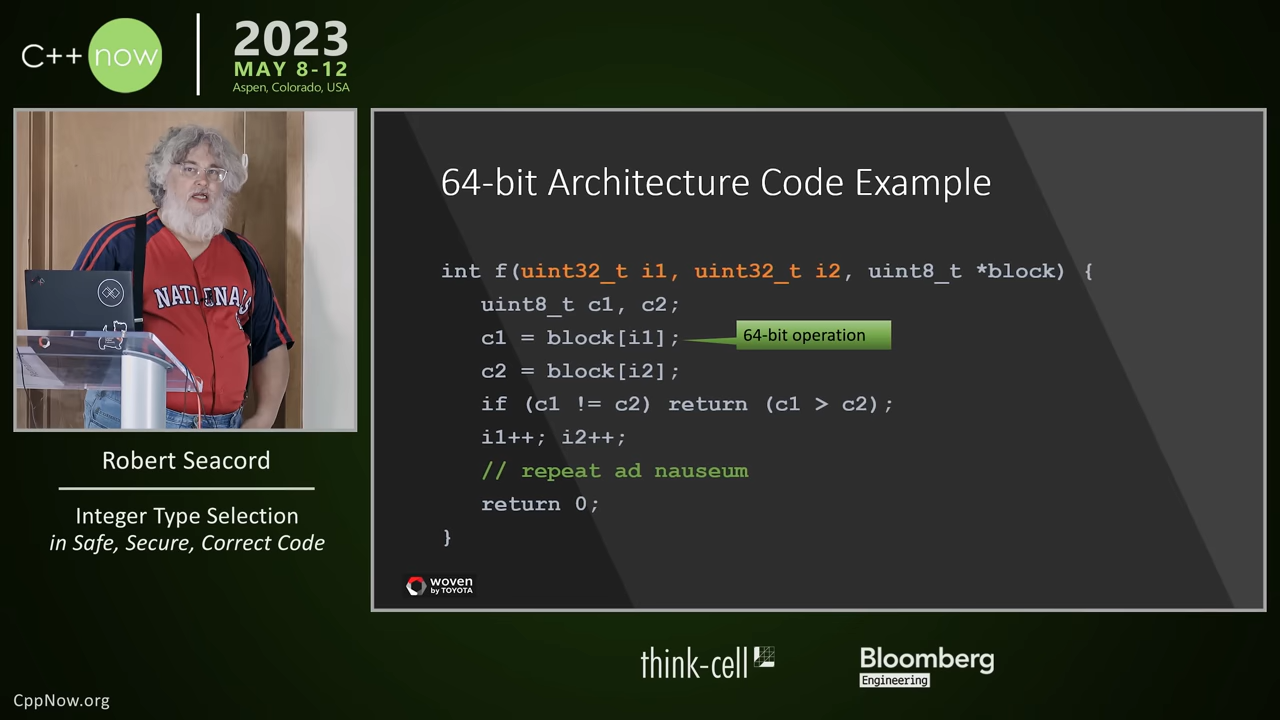 C++ now
2023
MAY 8-12
Aspen, Colorado, USA
NATIONALS
Robert Seacord
Integer Type Selection
in Safe, Secure, Correct Code
64-bit Architecture Code Example
int f(uint32_t i1, uint32_t i2, uint8_t *block) {
uint8_t c1, c2;
c1 = block[i1];
64-bit operation
c2 = block[i2];
if (c1 != c2) return (c1 > c2);
i1++; i2++;
// repeat ad nauseum
return 0;
}
woven
by TOYOTA
think-cell
Bloomberg
Engineering
CppNow.org